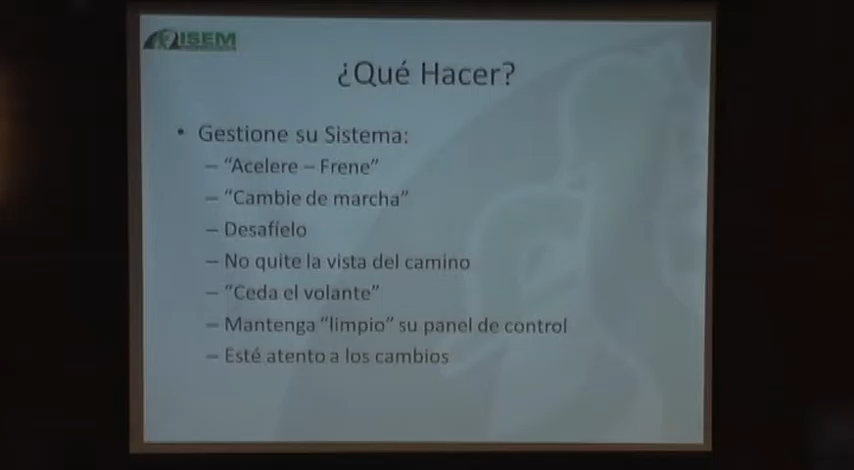 ISEM
¿Qué Hacer?
• Gestione su Sistema:
– “Acelere – Frene”
– “Cambie de marcha”
– Desafíelo
– No quite la vista del camino
– “Ceda el volante”
– Mantenga “limpio” su panel de control
– Esté atento a los cambios